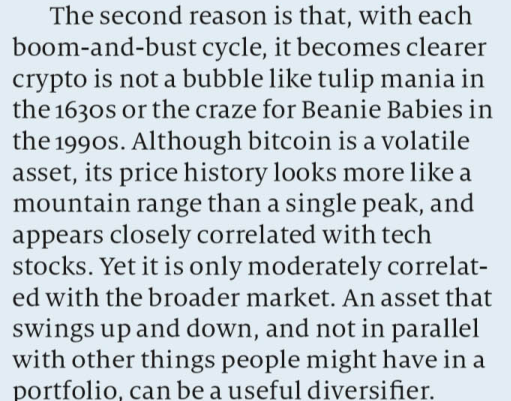 The second reason is that, with each
boom-and-bust cycle, it becomes clearer
crypto is not a bubble like tulip mania in
the 1630s or the craze for Beanie Babies in
the 1990s. Although bitcoin is a volatile
asset, its price history looks more like a
mountain range than a single peak, and
appears closely correlated with tech
stocks. Yet it is only moderately correlat-
ed with the broader market. An asset that
swings up and down, and not in parallel
with other things people might have in a
portfolio, can be a useful diversifier.